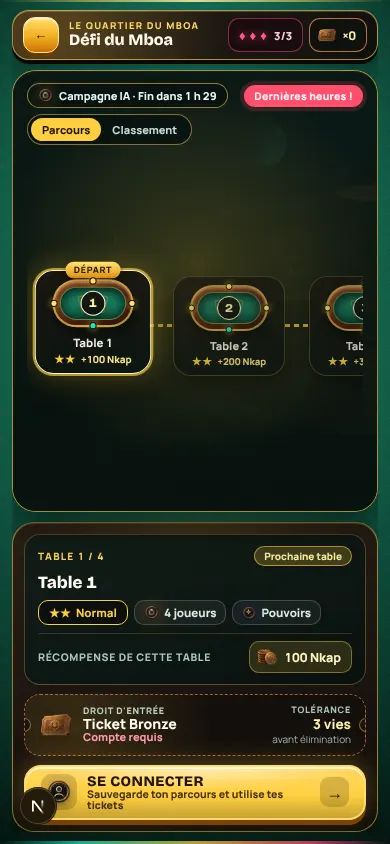 ←
LE QUARTIER DU MBOA
Défi du Mboa
3/3
×0
Campagne IA · Fin dans 1 h 29
Dernières heures !
Parcours
Classement
DÉPART
1
Table 1
★★ +100 Nkap
2
Table 2
★★ +200 Nkap
TABLE 1 / 4
Prochaine table
Table 1
★★ Normal
4 joueurs
Pouvoirs
RÉCOMPENSE DE CETTE TABLE
100 Nkap
DROIT D'ENTRÉE
Ticket Bronze
Compte requis
TOLÉRANCE
3 vies
avant élimination
SE CONNECTER
Sauvegarde ton parcours et utilise tes
tickets
→
N